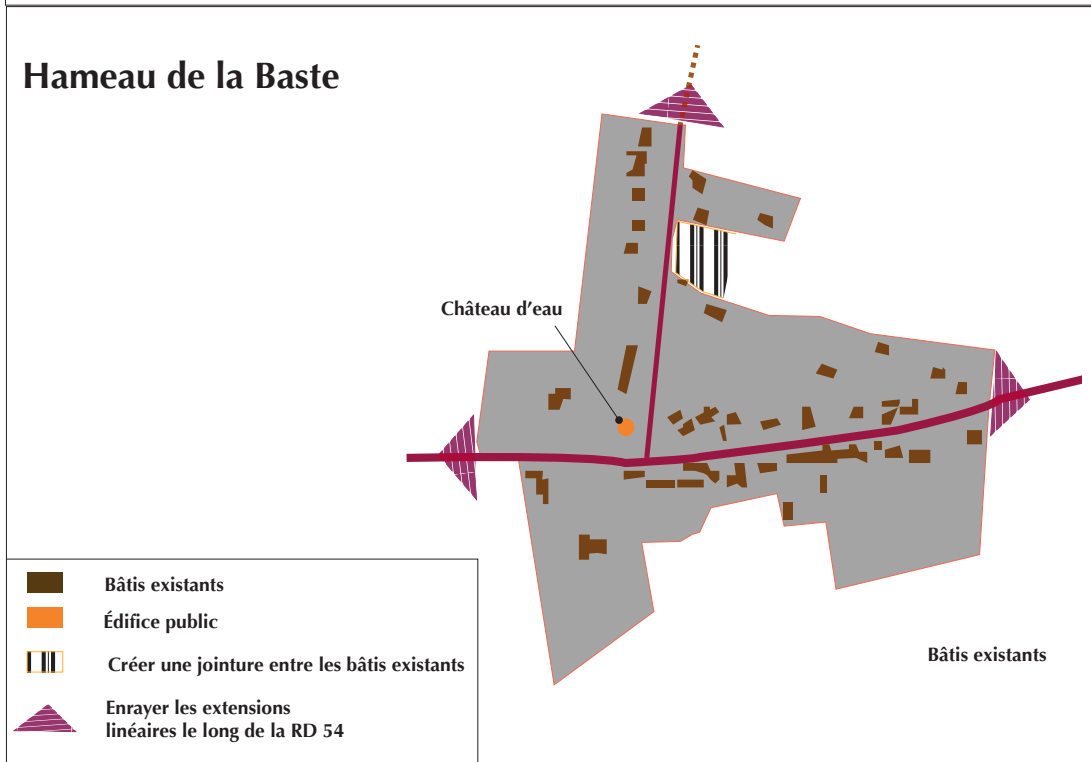 Hameau de la Baste
Château d'eau
Bâtis existants
Édifice public
Créer une jointure entre les bâtis existants
Enrayer les extensions
linéaires le long de la RD 54
Bâtis existants